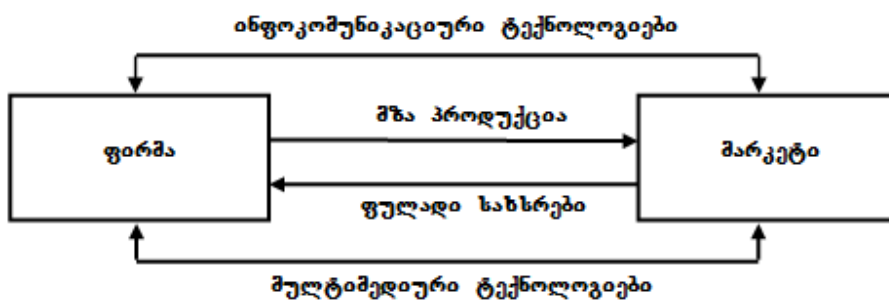 ინფოკომუნიკაციური ტექნოლოგიები
მზა პროდუქცია
ფირმა
მარკეტი
ფულადი სახსრები
მულტიმედიური ტექნოლოგიები